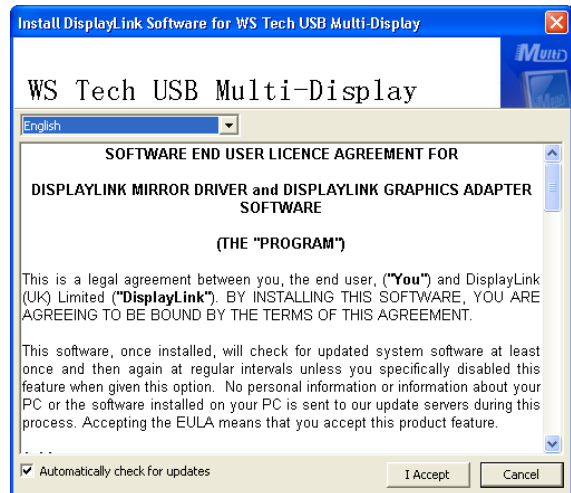 Install DisplayLink Software for WS Tech USB Multi-Display
MULTI
WS Tech USB Multi-Display
English
SOFTWARE END USER LICENCE AGREEMENT FOR
DISPLAYLINK MIRROR DRIVER and DISPLAYLINK GRAPHICS ADAPTER
SOFTWARE
(THE "PROGRAM")
This is a legal agreement between you, the end user, ("You") and DisplayLink
(UK) Limited ("DisplayLink"). BY INSTALLING THIS SOFTWARE, YOU ARE
AGREEING TO BE BOUND BY THE TERMS OF THIS AGREEMENT.
This software, once installed, will check for updated system software at least
once and then again at regular intervals unless you specifically disabled this
feature when given this option. No personal information or information about your
PC or the software installed on your PC is sent to our update servers during this
process. Accepting the EULA means that you accept this product feature.
Automatically check for updates
I Accept
Cancel